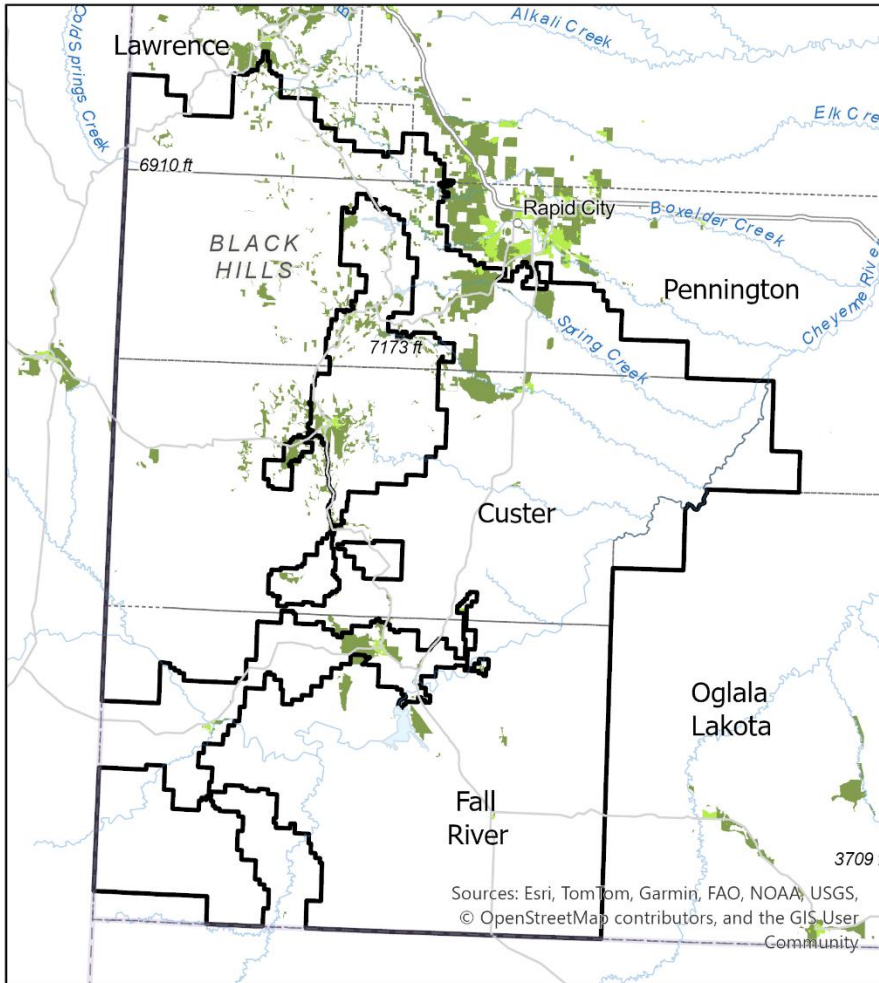 Lawrence
Cold Springs Creek
Alkali Creek
Elk Cree
6910 ft
Rapid City
Boxelder Creek
BLACK
HILLS
Pennington
Cheyenne River
Spring Creek
7173 ft
Custer
Oglala
Lakota
Fall
River
3709
Sources: Esri, TomTom, Garmin, FAO, NOAA, USGS,
© OpenStreetMap contributors, and the GIS User
Community